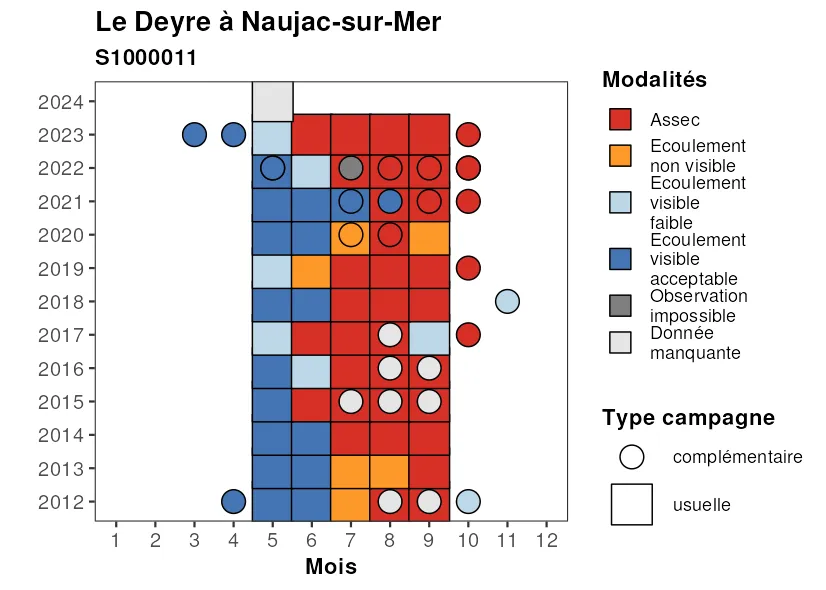 Le Deyre à Naujac-sur-Mer
S1000011
2024
2023
2022
2021
2020
2019
2018
2017
2016
2015
2014
2013
2012
1 2 3 4 5 6 7 8 9 10 11 12
Mois
Modalités
Assec
Ecoulement
non visible
Ecoulement
visible
faible
Ecoulement
visible
acceptable
Observation
impossible
Donnée
manquante
Type campagne
complémentaire
usuelle